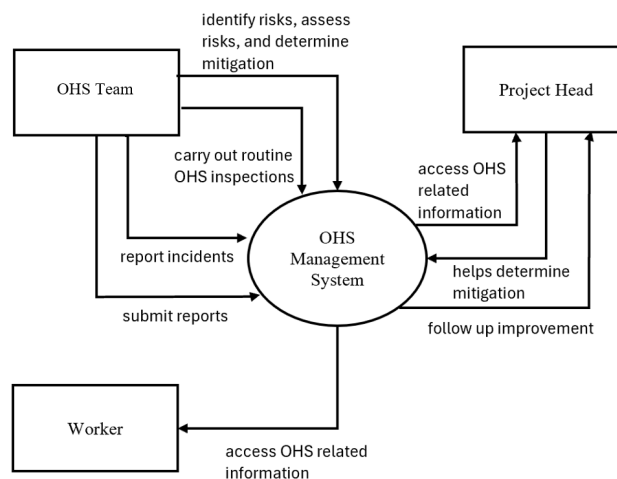 identify risks, assess
risks, and determine
mitigation
OHS Team
Project Head
carry out routine
OHS inspections
access OHS
related
information
OHS
Management
System
report incidents
helps determine
mitigation
submit reports
follow up improvement
Worker
access OHS related
information